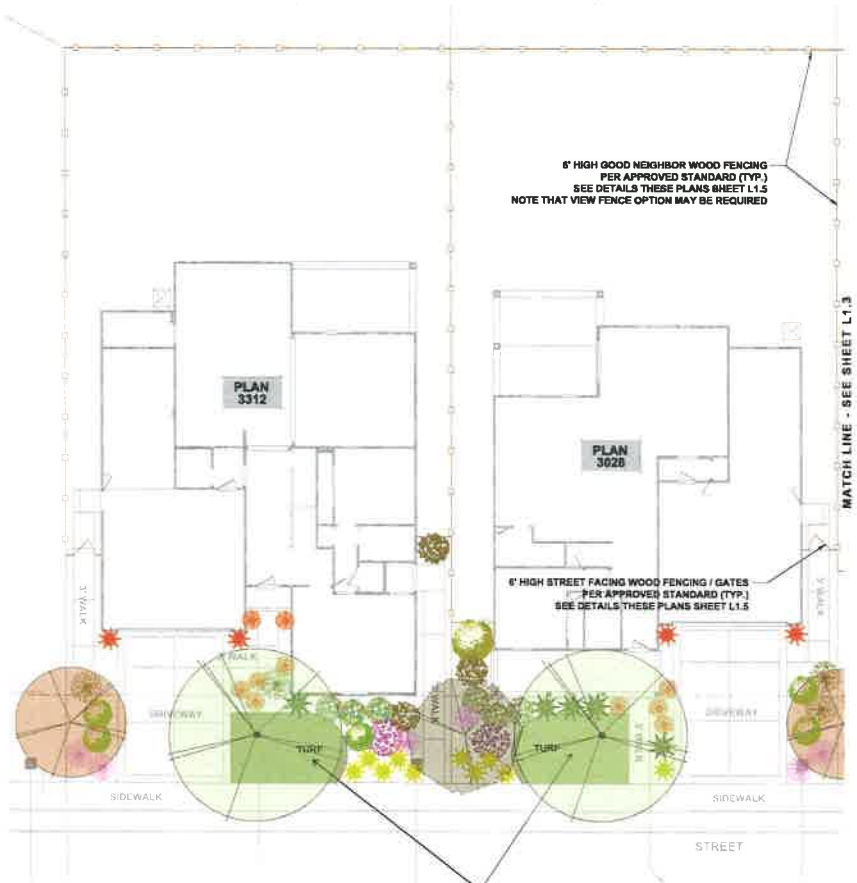 6' HIGH GOOD NEIGHBOR WOOD FENCING
PER APPROVED STANDARD (TYP.)
SEE DETAILS THESE PLANS SHEET L1.5
NOTE THAT VIEW FENCE OPTION MAY BE REQUIRED
MATCH LINE - SEE SHEET L1.3
PLAN
3312
PLAN
3028
6' HIGH STREET FACING WOOD FENCING / GATES
PER APPROVED STANDARD (TYP.)
SEE DETAILS THESE PLANS SHEET L1.5
3' WALK
3' WALK
WALK
WALK
3' WALK
DRIVEWAY
DRIVEWAY
TURF
TURF
SIDEWALK
SIDEWALK
STREET